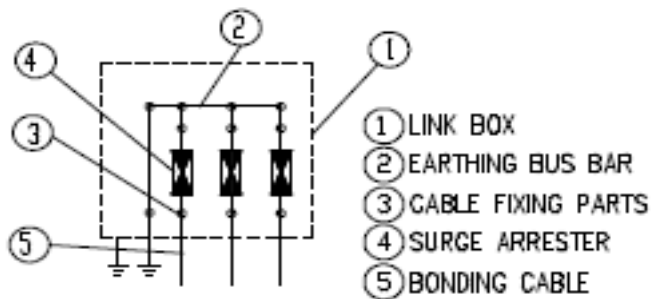 2
1
4
3
5
1 LINK BOX
2 EARTHING BUS BAR
3 CABLE FIXING PARTS
4 SURGE ARRESTER
5 BONDING CABLE